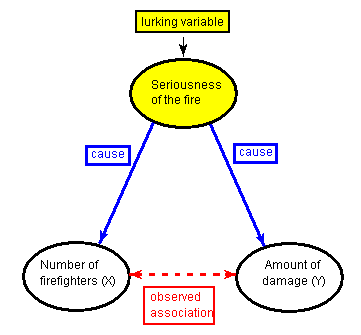 lurking variable
Seriousness
of the fire
cause
cause
Number of
firefighters (X)
Amount of
damage (Y)
observed
association